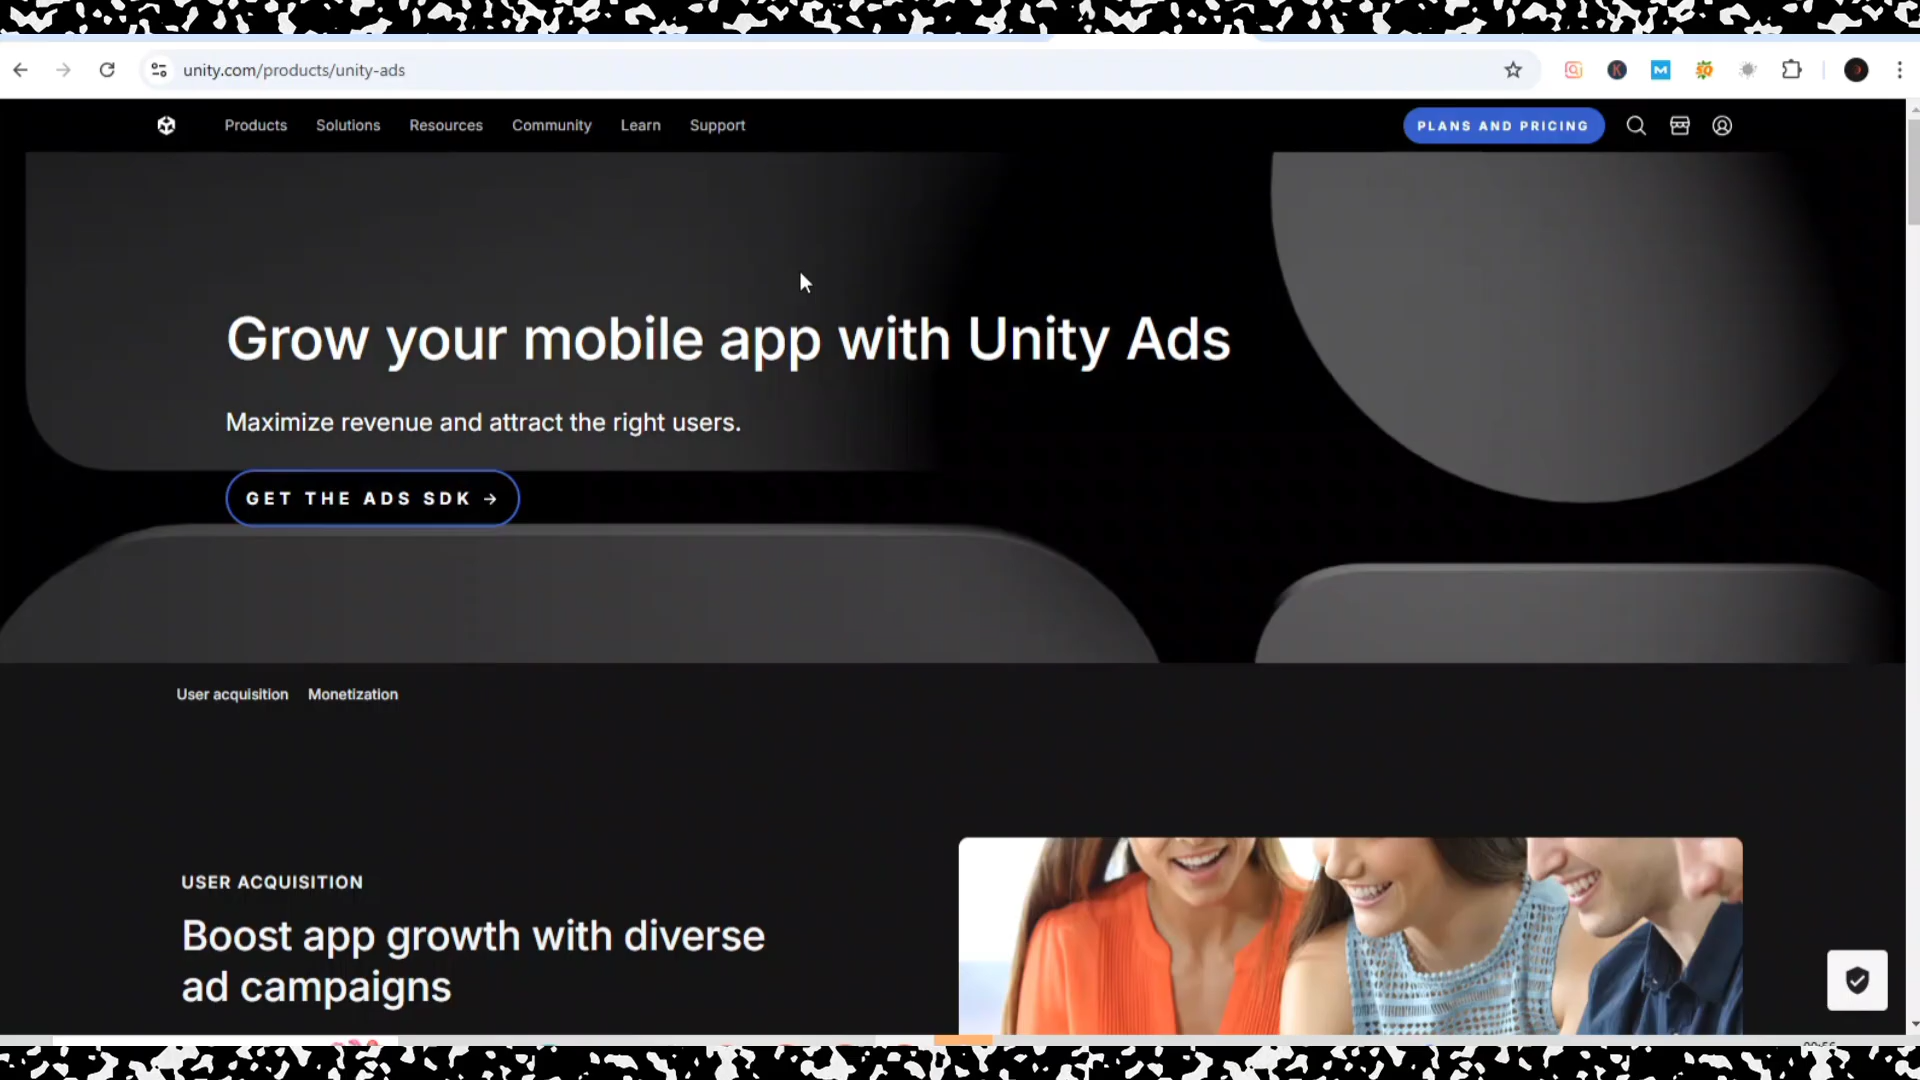 unity.com/products/unity-ads
Products Solutions Resources Community Learn Support
PLANS AND PRICING
Grow your mobile app with Unity Ads
Maximize revenue and attract the right users.
GET THE ADS SDK →
User acquisition Monetization
USER ACQUISITION
Boost app growth with diverse
ad campaigns